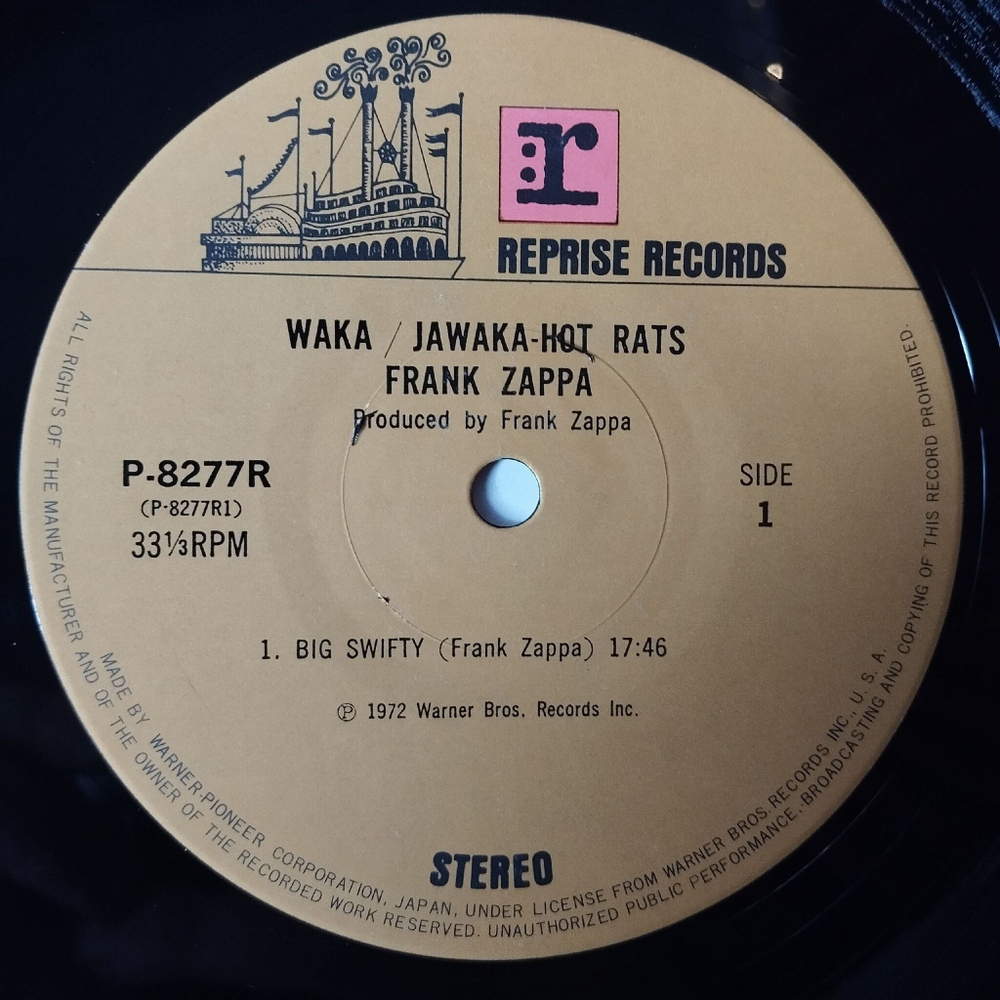 r
REPRISE RECORDS
WAKA / JAWAKA-HOT RATS
FRANK ZAPPA
Produced by Frank Zappa
P-8277R
(P-8277R1)
33⅓RPM
SIDE
1
1. BIG SWIFTY (Frank Zappa) 17:46
Ⓟ 1972 Warner Bros. Records Inc.
STEREO
MADE BY WARNER-PIONEER CORPORATION, JAPAN, UNDER LICENSE FROM WARNER BROS. RECORDS INC., U. S. A.
ALL RIGHTS OF THE MANUFACTURER AND OF THE OWNER OF THE RECORDED WORK RESERVED. UNAUTHORIZED PUBLIC PERFORMANCE, BROADCASTING AND COPYING OF THIS RECORD PROHIBITED.